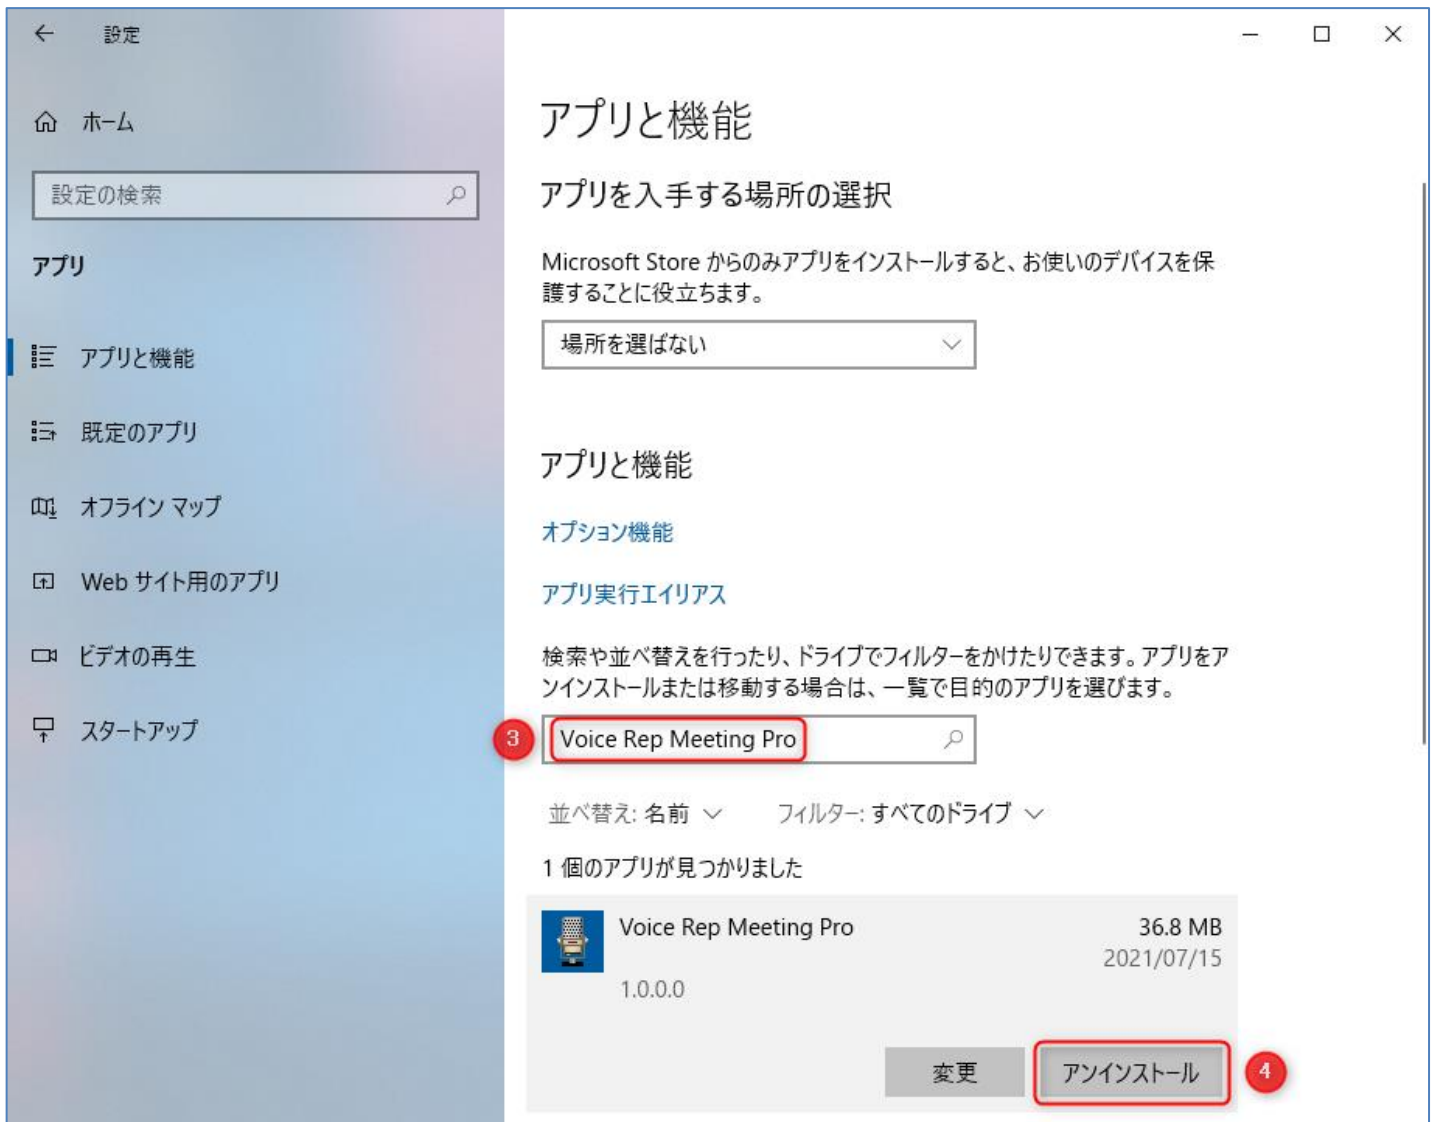 設定
ホーム
設定の検索
アプリ
アプリと機能
既定のアプリ
オフライン マップ
Web サイト用のアプリ
ビデオの再生
スタートアップ
アプリと機能
アプリを入手する場所の選択
Microsoft Store からのみアプリをインストールすると、お使いのデバイスを保
護することに役立ちます。
場所を選ばない
アプリと機能
オプション機能
アプリ実行エイリアス
検索や並べ替えを行ったり、ドライブでフィルターをかけたりできます。アプリをア
ンインストールまたは移動する場合は、一覧で目的のアプリを選びます。
3 Voice Rep Meeting Pro
並べ替え: 名前 フィルター: すべてのドライブ
1 個のアプリが見つかりました
Voice Rep Meeting Pro 36.8 MB
2021/07/15
1.0.0.0
変更 アンインストール 4